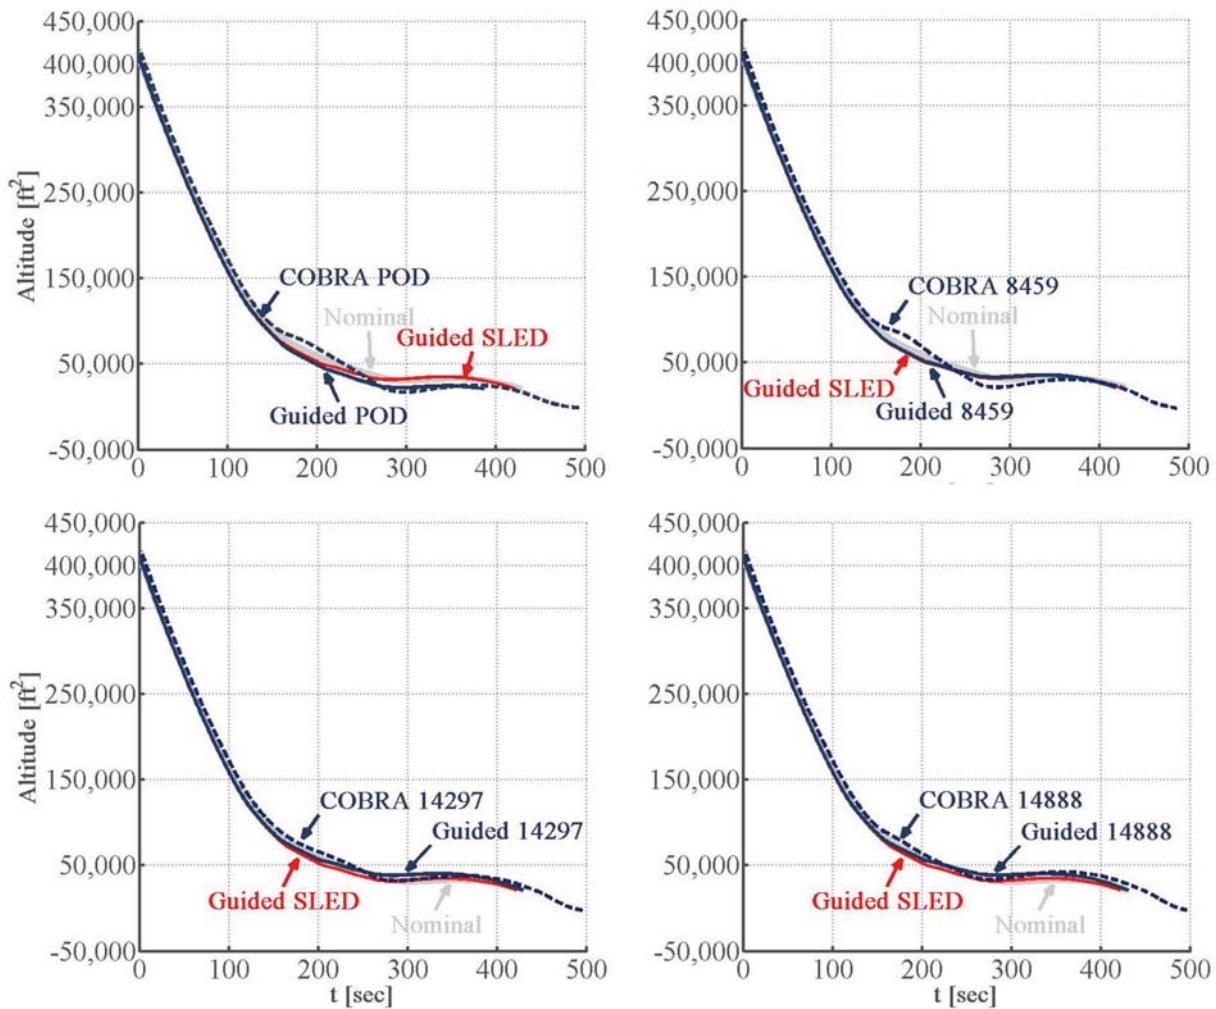 450,000
400,000
350,000
250,000
150,000
50,000
-50,000
Altitude [ft²]
COBRA POD
Nominal
Guided SLED
Guided POD
0 100 200 300 400 500
450,000
400,000
350,000
250,000
150,000
50,000
-50,000
COBRA 8459
Nominal
Guided SLED
Guided 8459
0 100 200 300 400 500
450,000
400,000
350,000
250,000
150,000
50,000
-50,000
Altitude [ft²]
COBRA 14297
Guided 14297
Guided SLED
Nominal
0 100 200 300 400 500
t [sec]
450,000
400,000
350,000
250,000
150,000
50,000
-50,000
COBRA 14888
Guided 14888
Guided SLED
Nominal
0 100 200 300 400 500
t [sec]